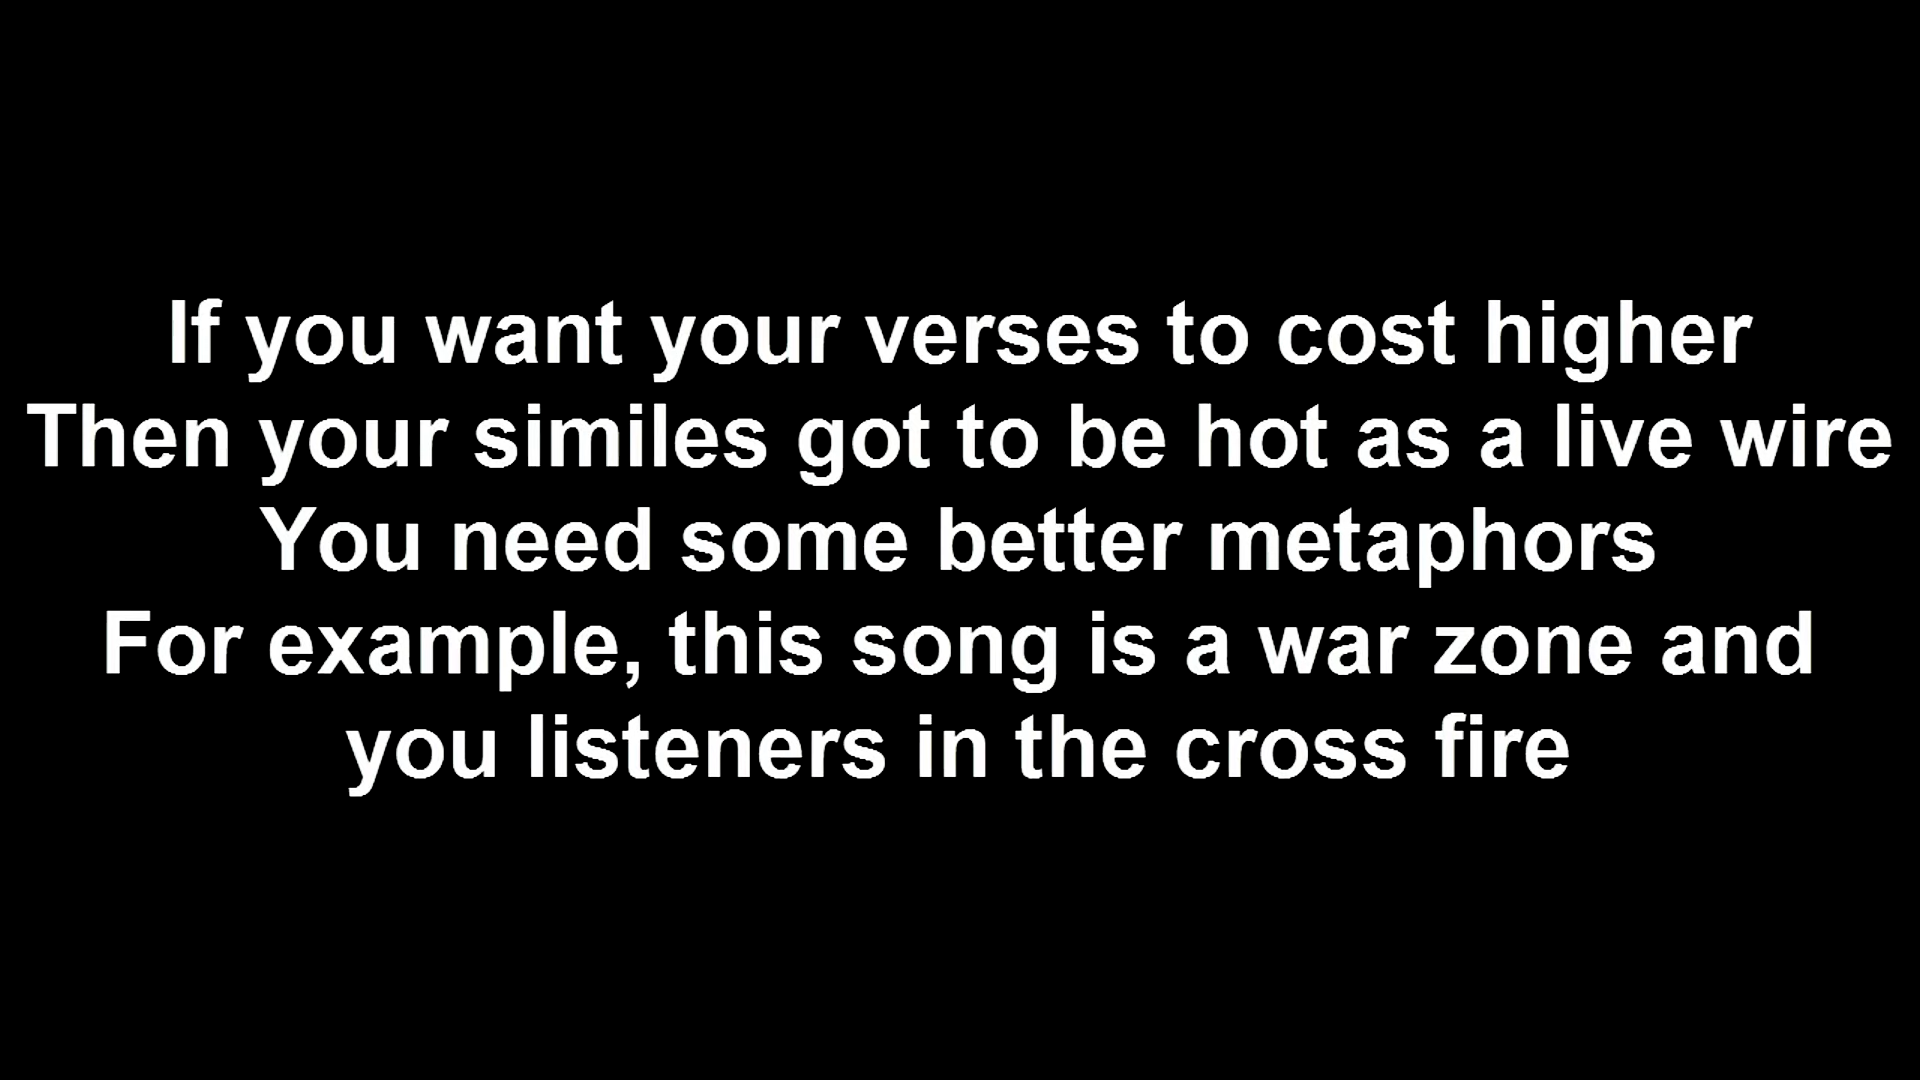 If you want your verses to cost higher
Then your similes got to be hot as a live wire
You need some better metaphors
For example, this song is a war zone and
you listeners in the cross fire